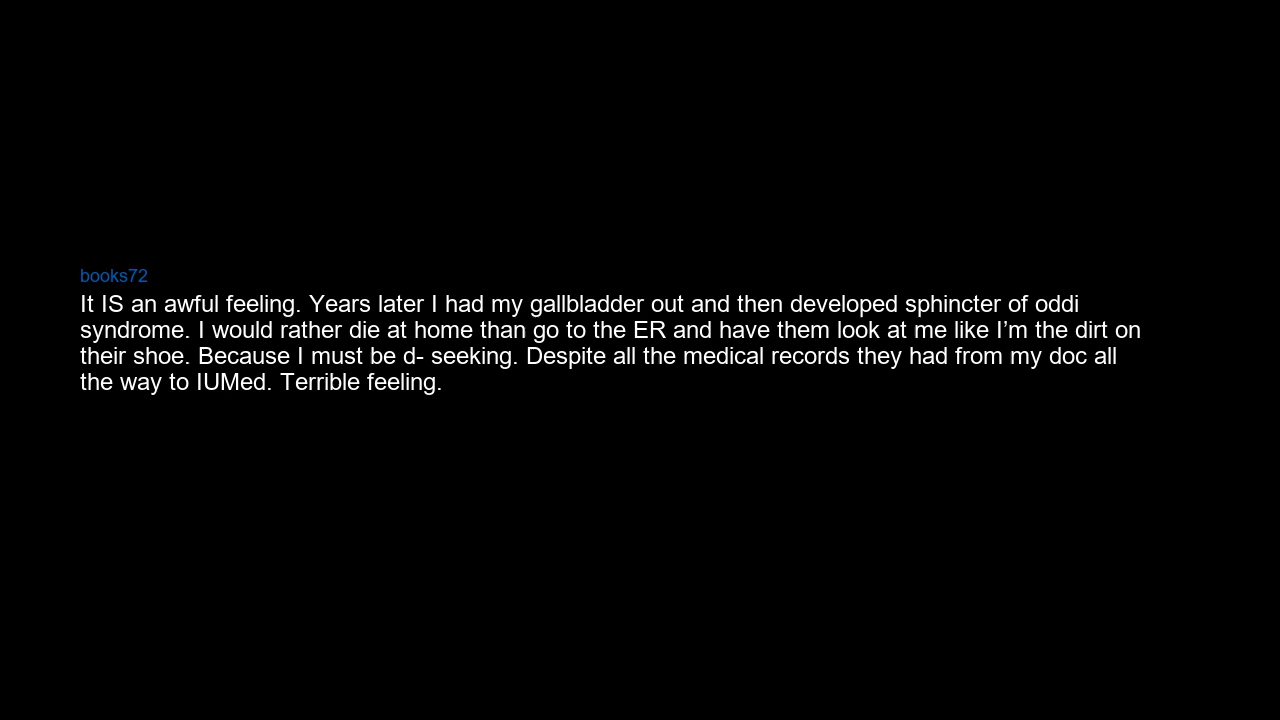 books72
It IS an awful feeling. Years later I had my gallbladder out and then developed sphincter of oddi
syndrome. I would rather die at home than go to the ER and have them look at me like I’m the dirt on
their shoe. Because I must be d- seeking. Despite all the medical records they had from my doc all
the way to IUMed. Terrible feeling.